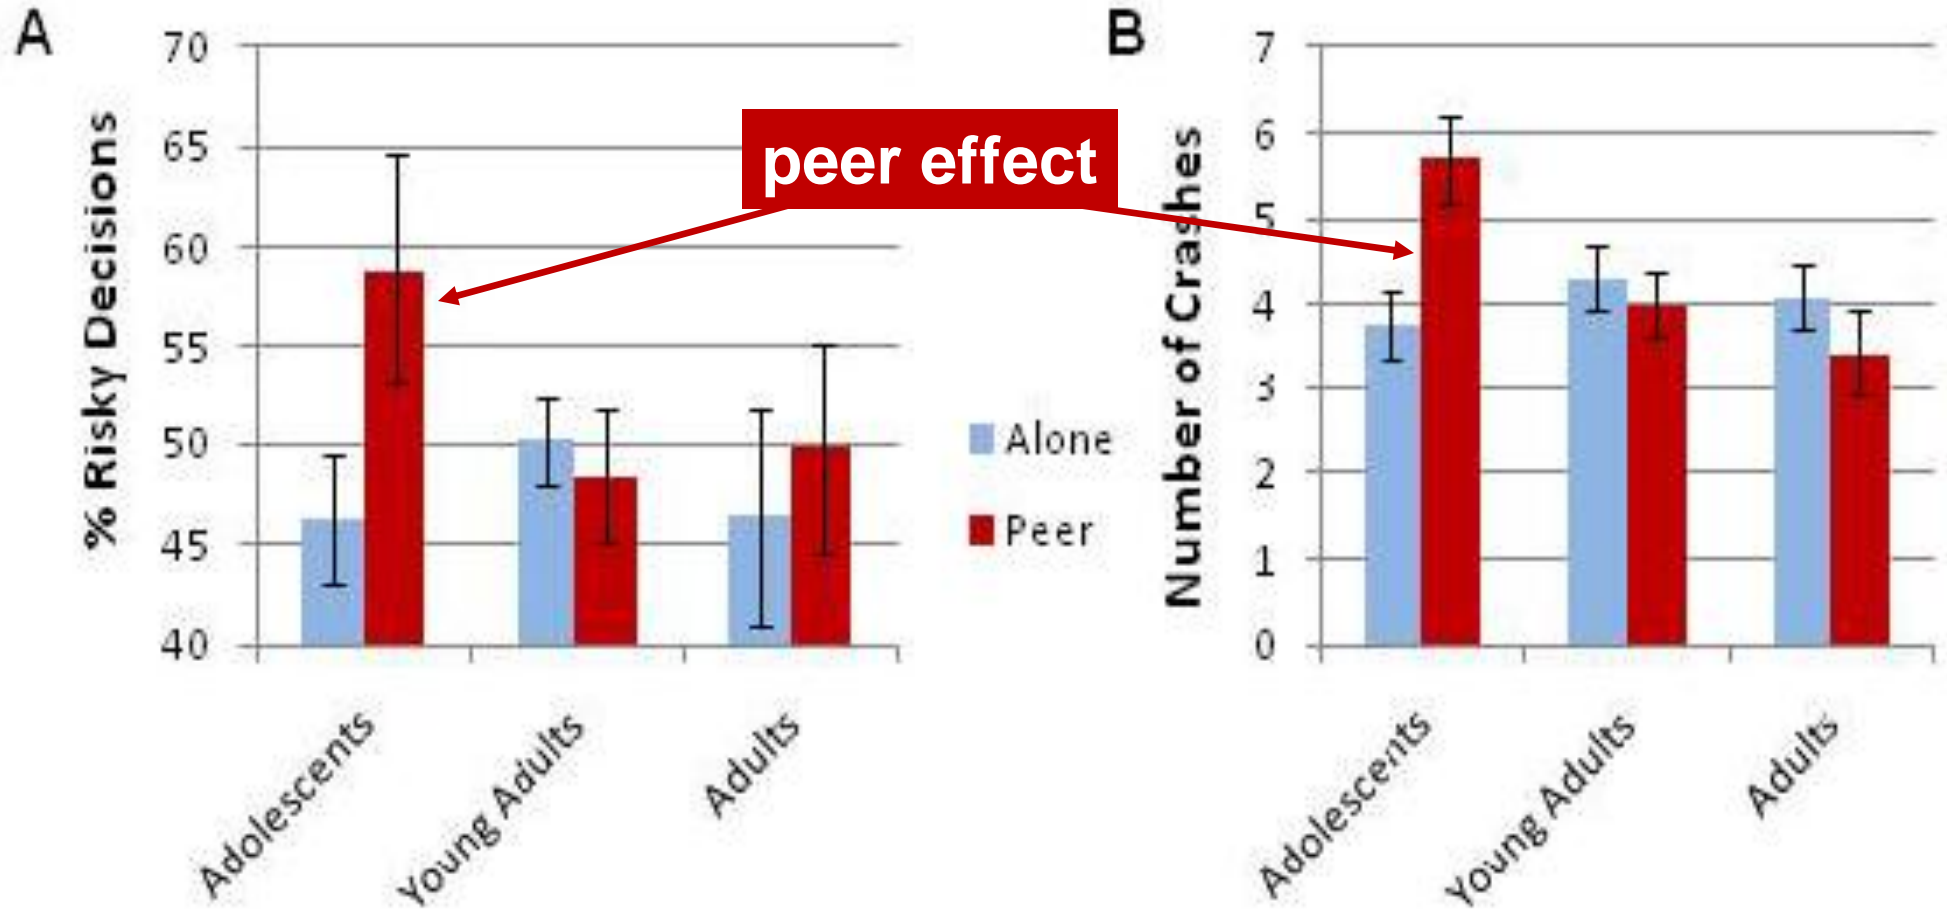 A
% Risky Decisions
70
65
60
55
50
45
40
Adolescents
Young Adults
Adults
peer effect
Alone
Peer
B
Number of Crashes
7
6
5
4
3
2
1
0
Adolescents
Young Adults
Adults